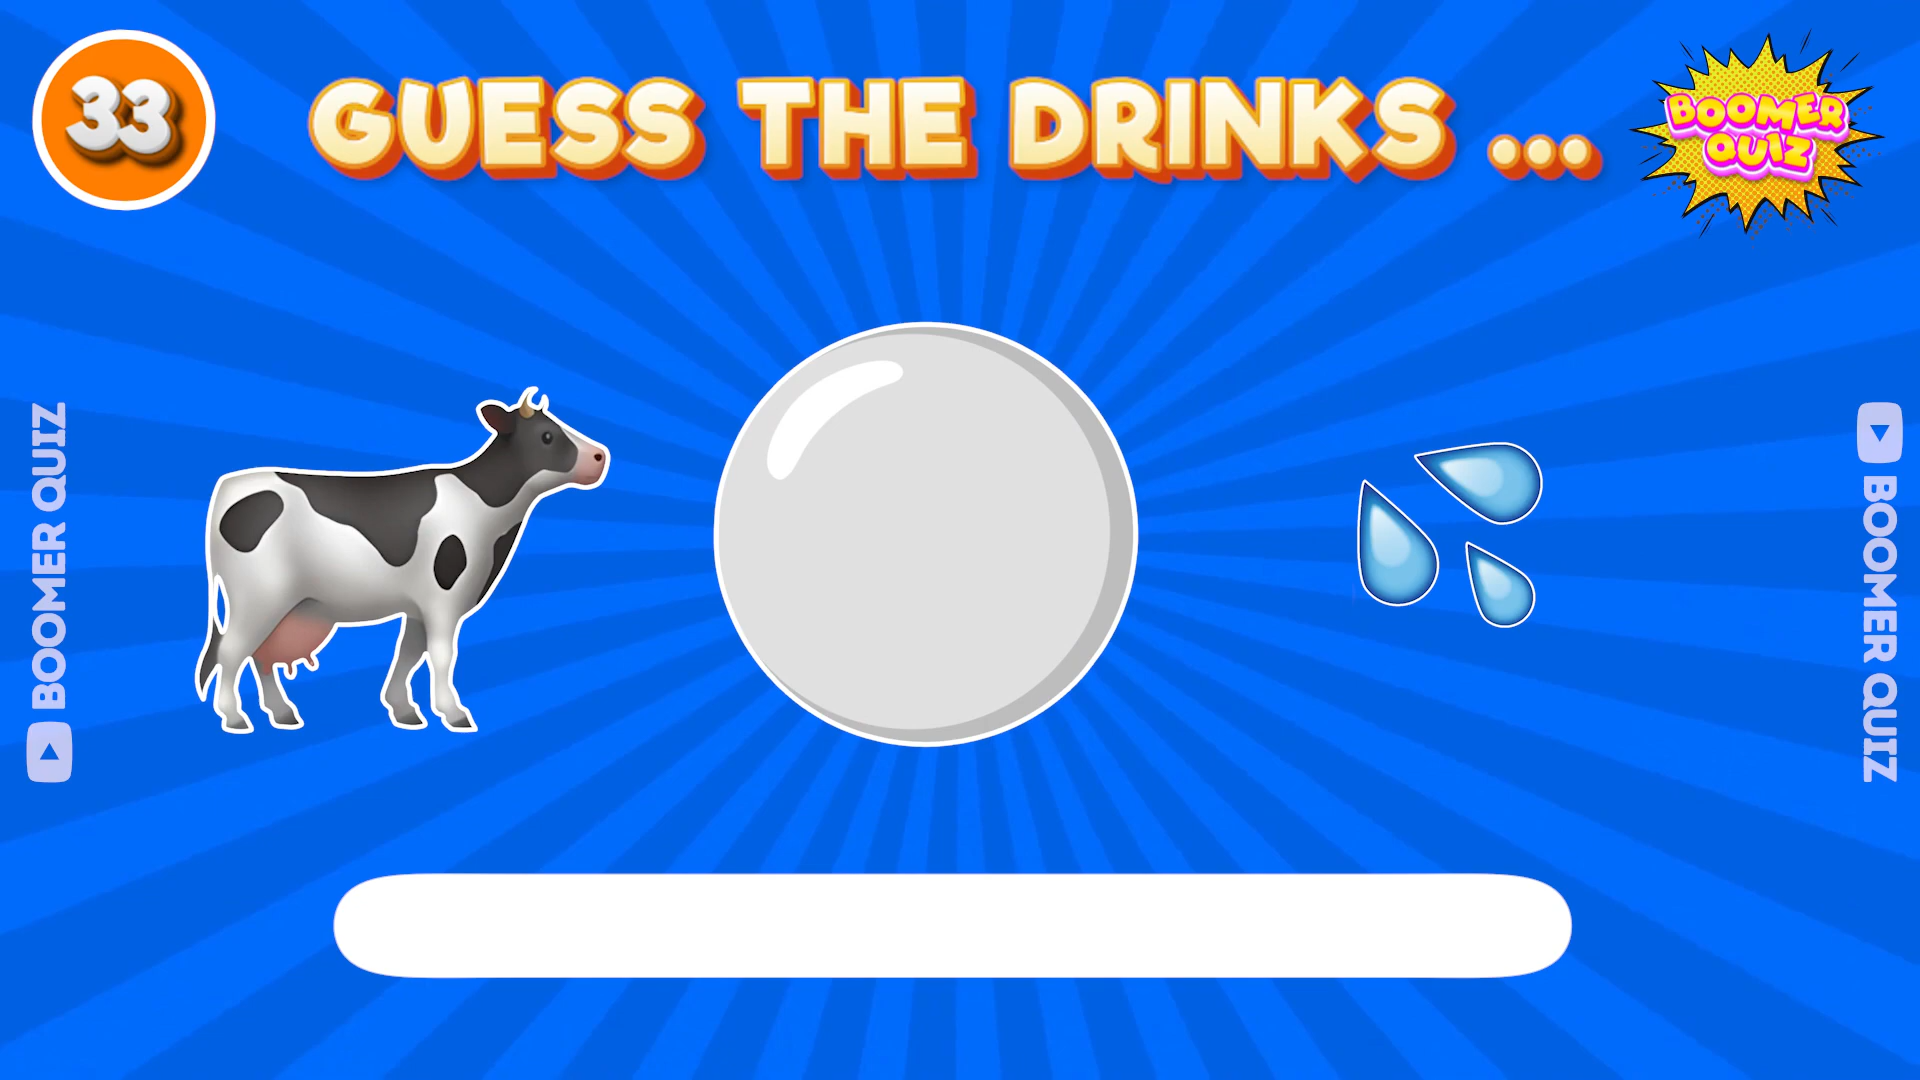 33
GUESS THE DRINKS ...
BOOMER
QUIZ
BOOMER QUIZ
BOOMER QUIZ